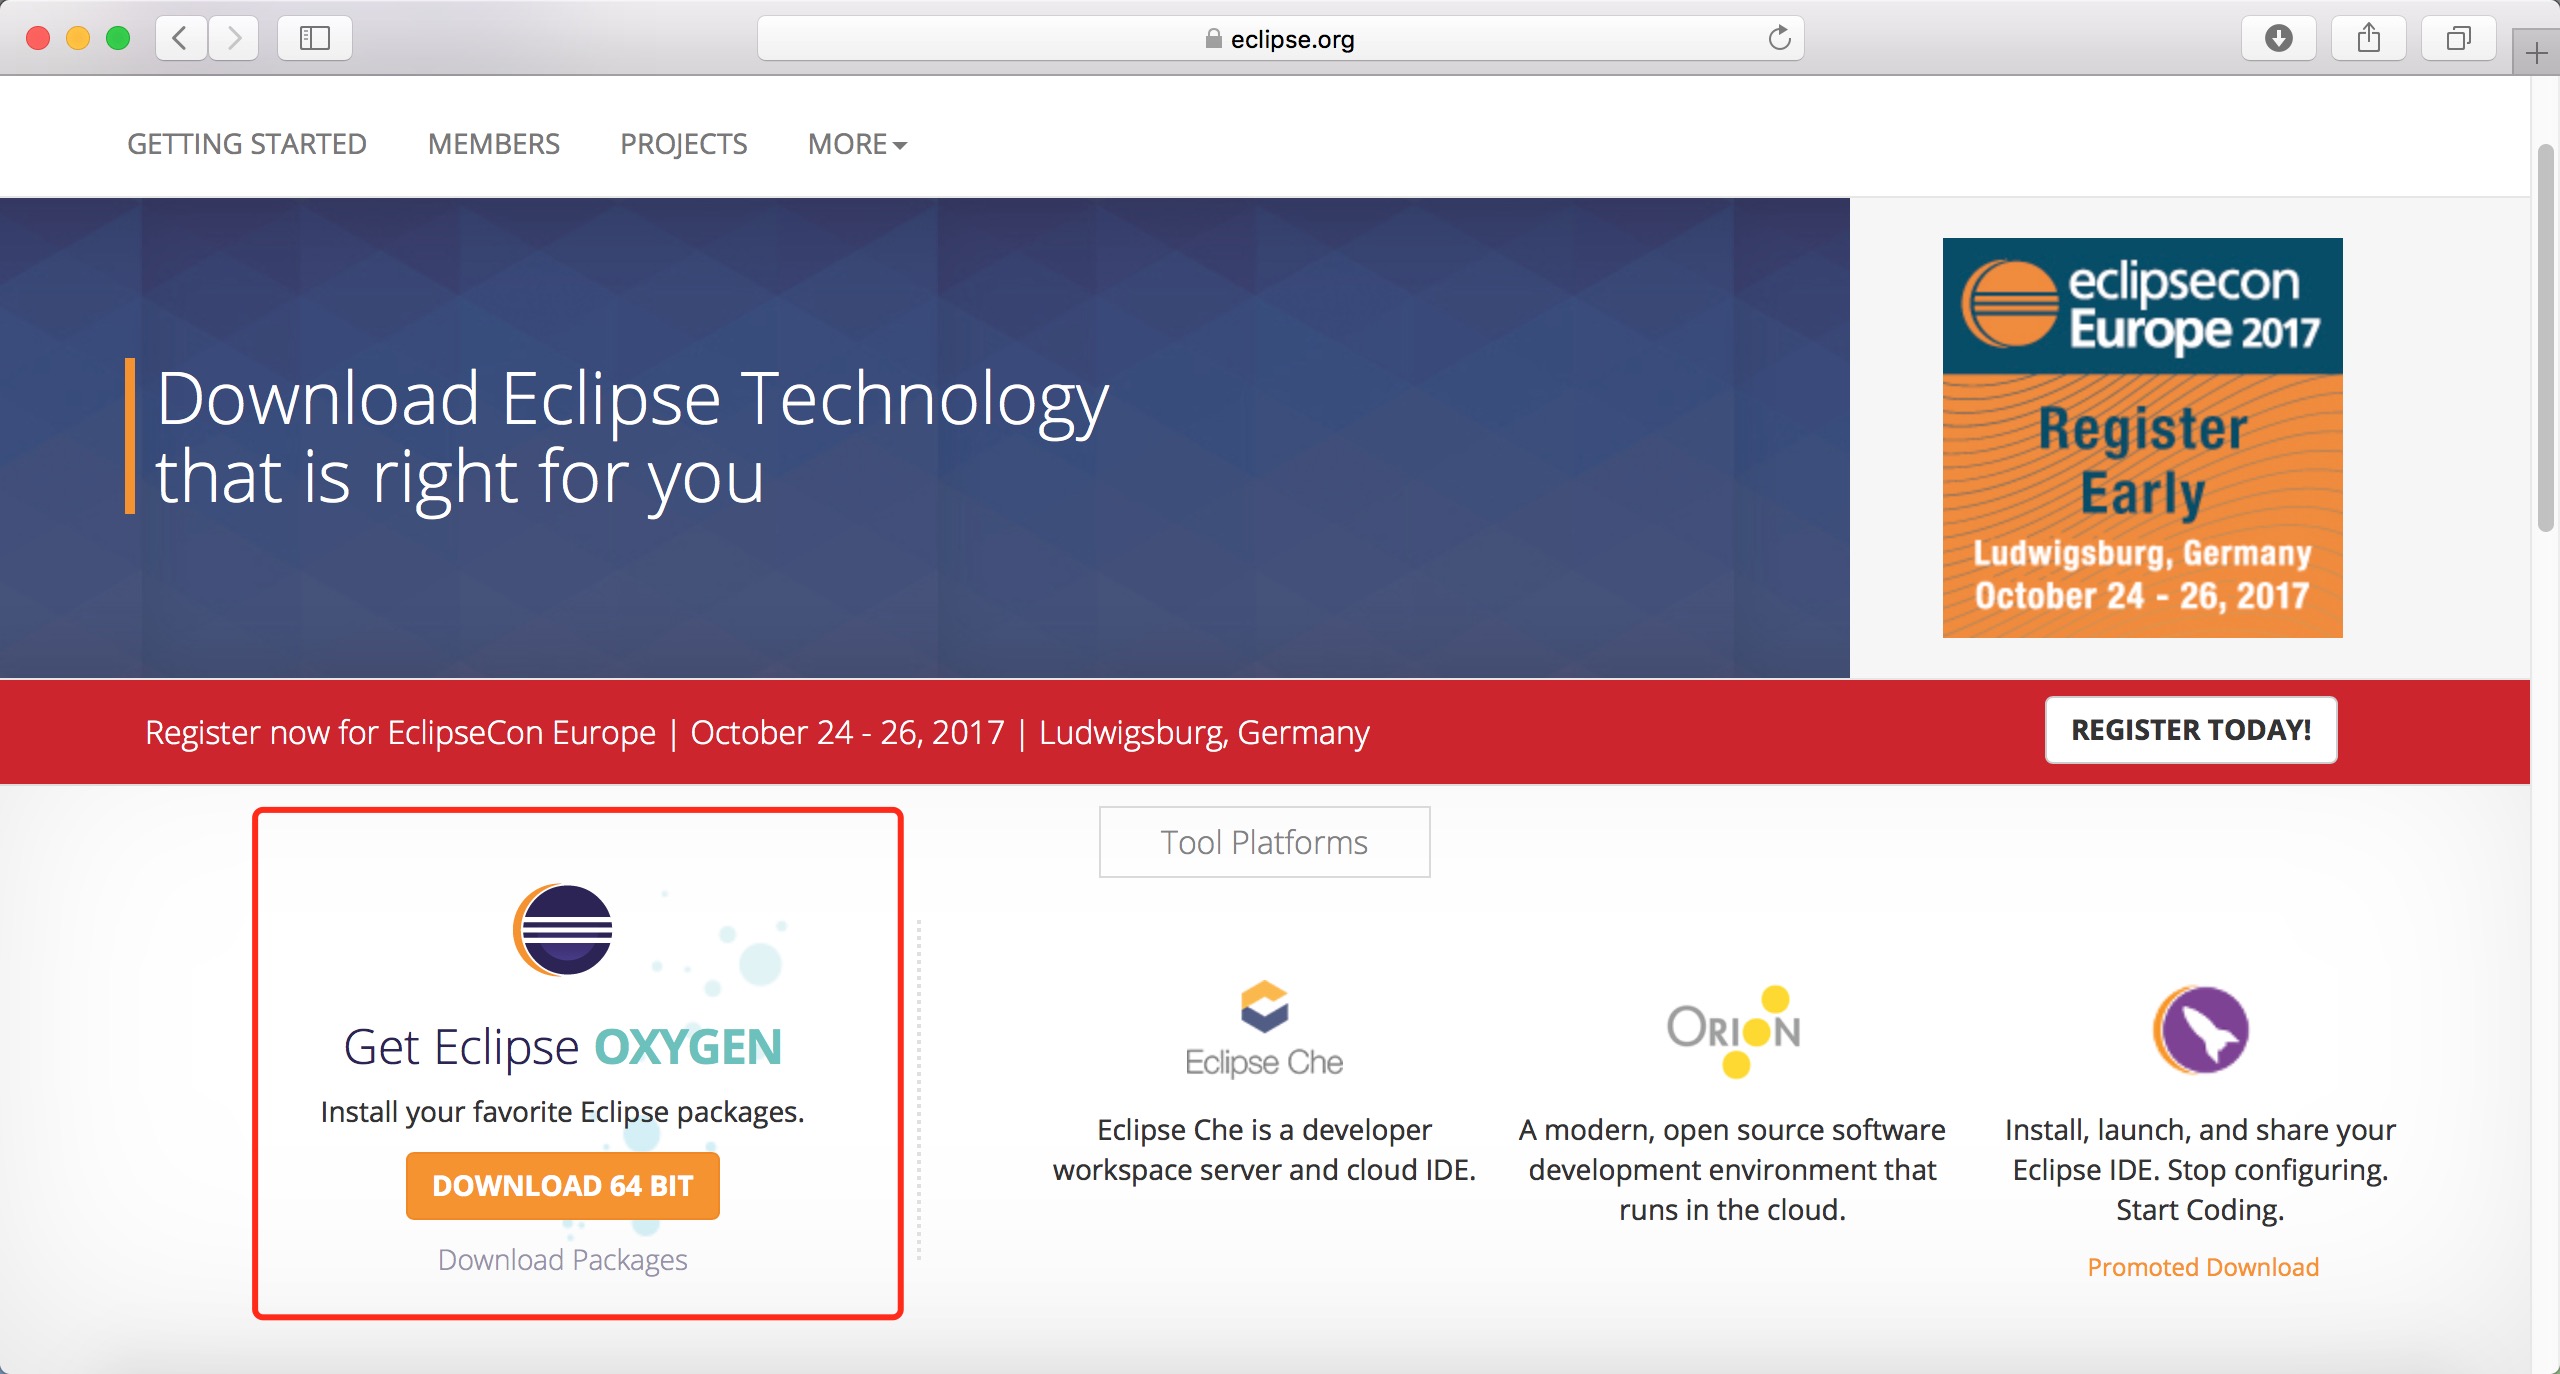 eclipse.org
GETTING STARTED
MEMBERS
PROJECTS
MORE
Download Eclipse Technology
that is right for you
eclipsecon
Europe 2017
Register
Early
Ludwigsburg, Germany
October 24 - 26, 2017
Register now for EclipseCon Europe | October 24 - 26, 2017 | Ludwigsburg, Germany
REGISTER TODAY!
Get Eclipse OXYGEN
Install your favorite Eclipse packages.
DOWNLOAD 64 BIT
Download Packages
Tool Platforms
Eclipse Che
Eclipse Che is a developer
workspace server and cloud IDE.
ORION
A modern, open source software
development environment that
runs in the cloud.
Install, launch, and share your
Eclipse IDE. Stop configuring.
Start Coding.
Promoted Download